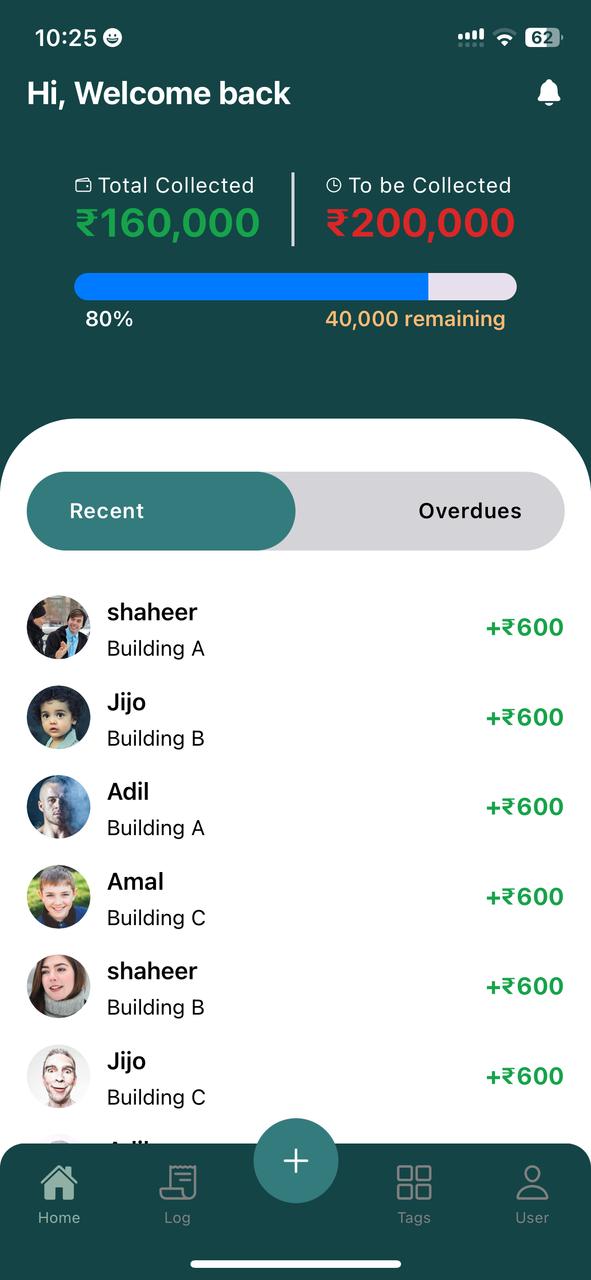 10:25 62
Hi, Welcome back
Total Collected To be Collected
₹160,000 ₹200,000
80% 40,000 remaining
Recent Overdues
shaheer
Building A
+₹600
Jijo
Building B
+₹600
Adil
Building A
+₹600
Amal
Building C
+₹600
shaheer
Building B
+₹600
Jijo
Building C
+₹600
Home Log + Tags User